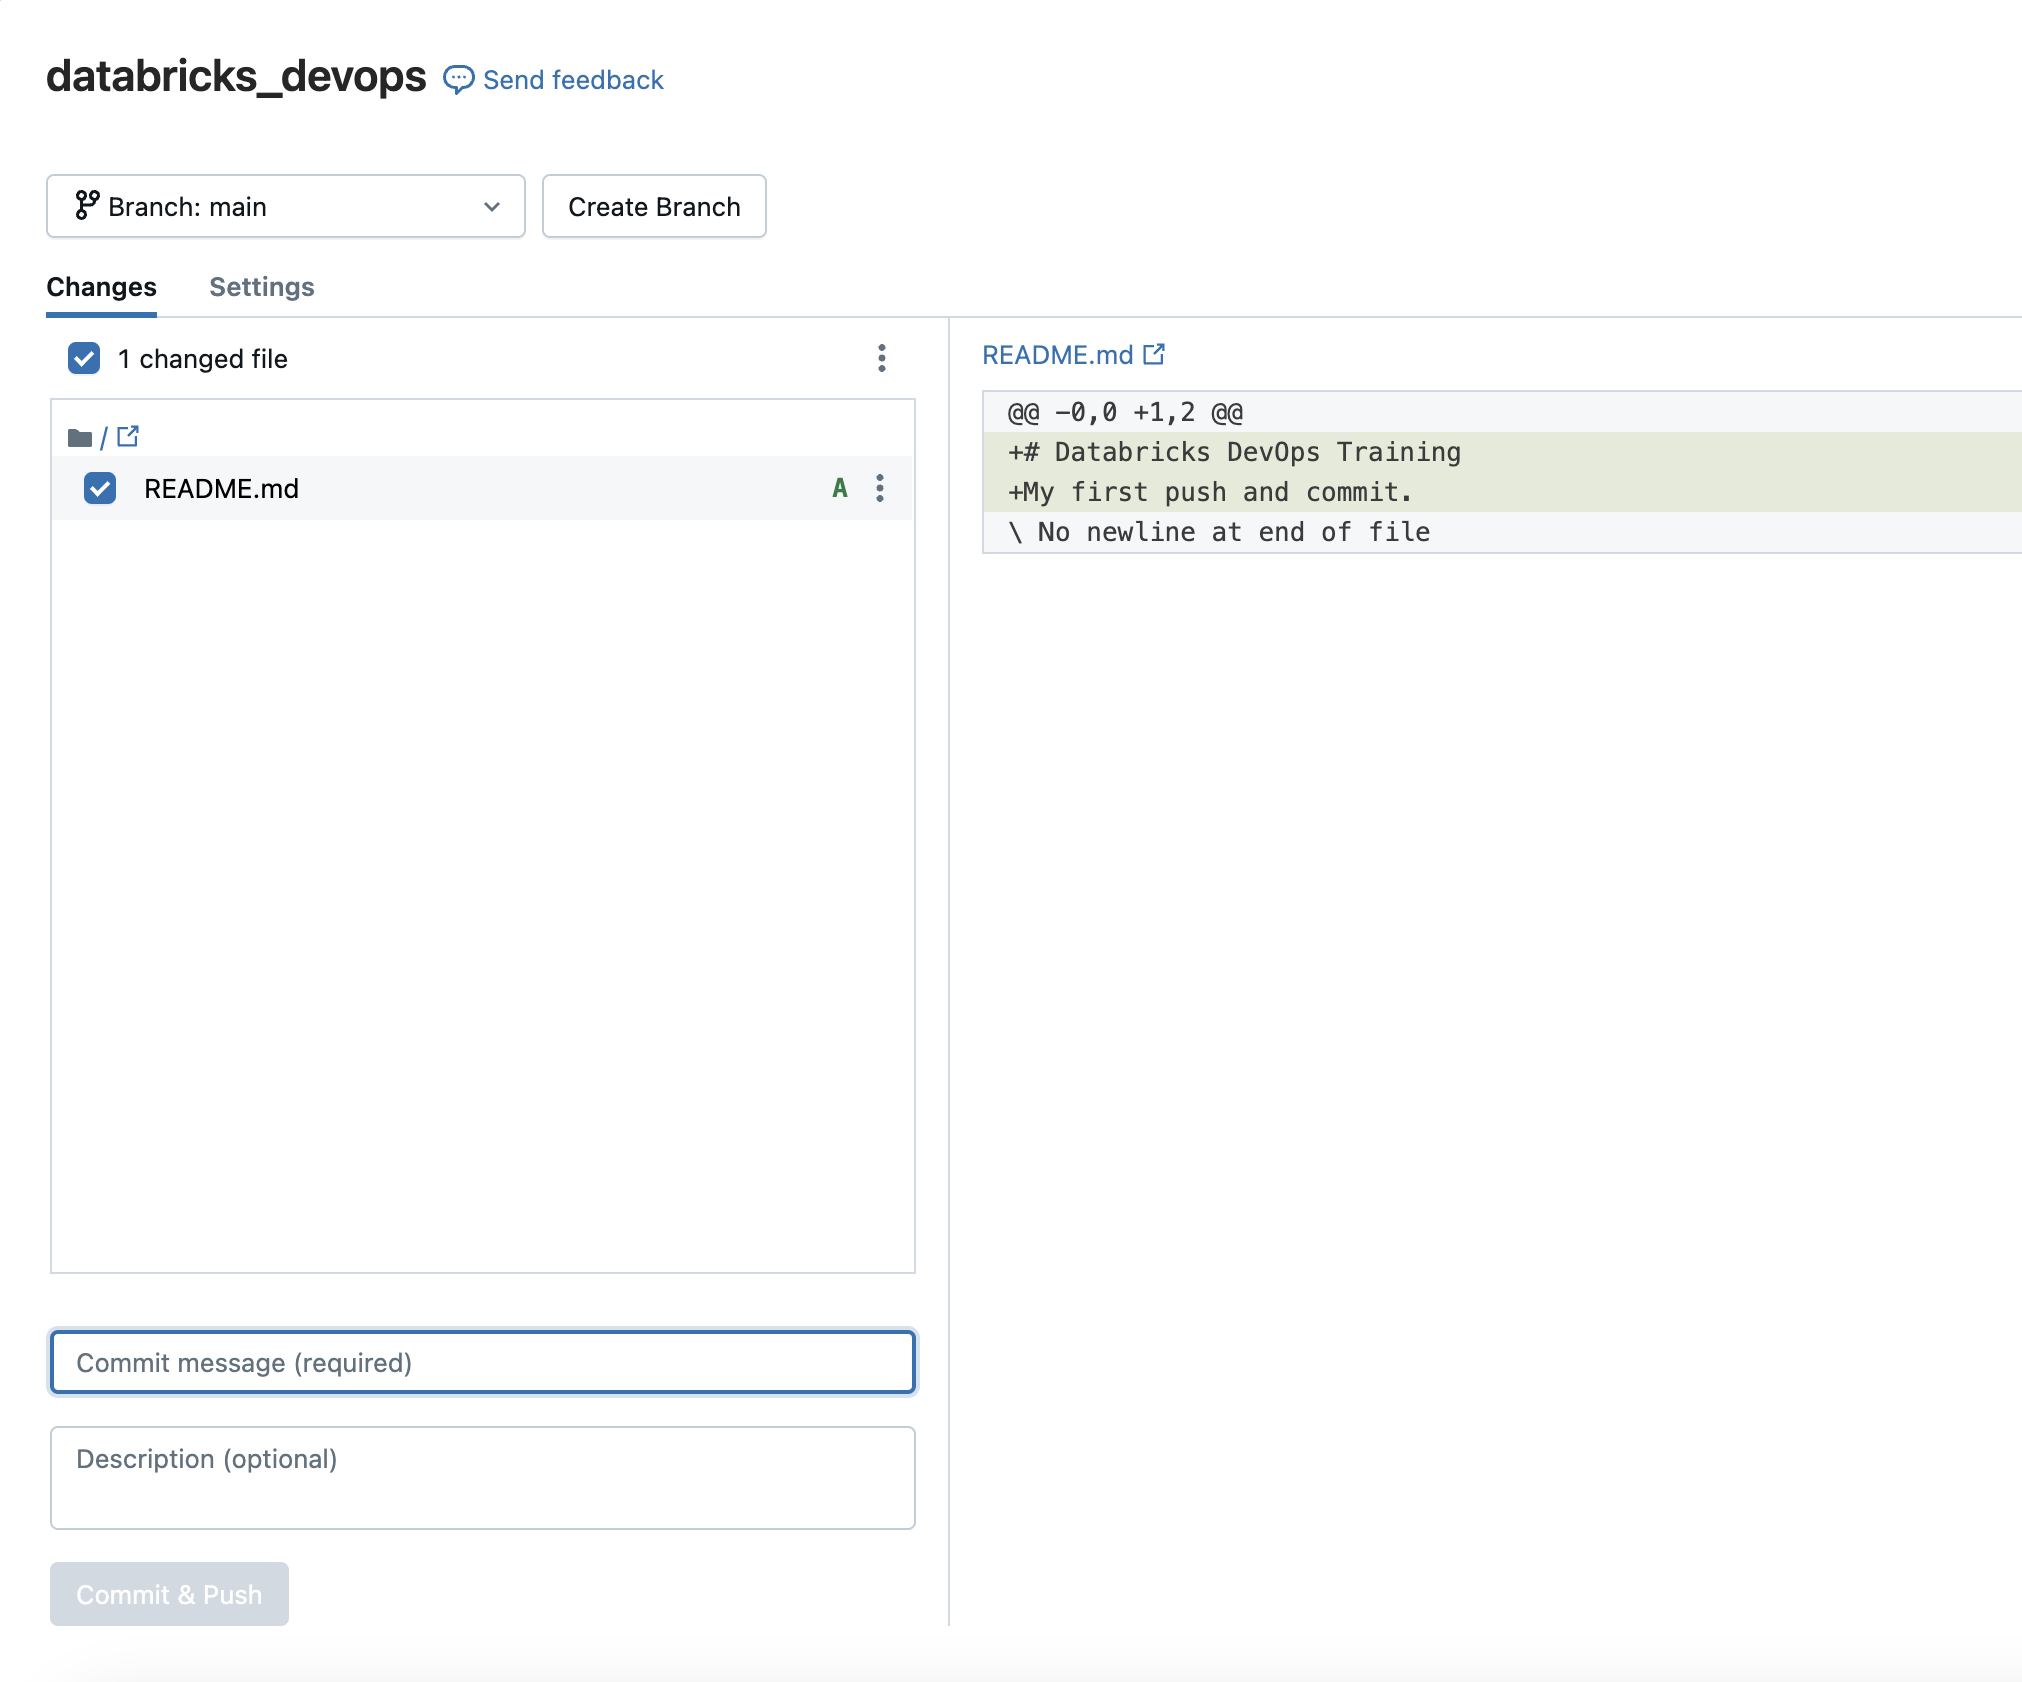 databricks_devops Send feedback
Branch: main Create Branch
Changes Settings
1 changed file
/
README.md A
Commit message (required)
Description (optional)
Commit & Push
README.md
@@ -0,0 +1,2 @@
+# Databricks DevOps Training
+My first push and commit.
\ No newline at end of file